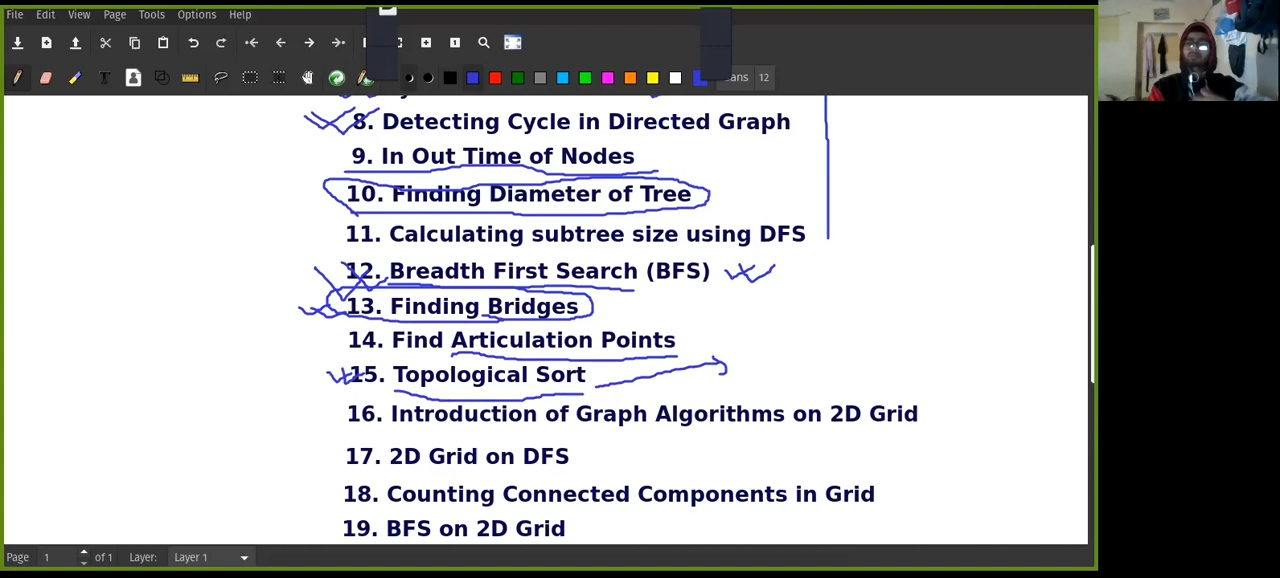 File Edit View Page Tools Options Help
12
8. Detecting Cycle in Directed Graph
9. In Out Time of Nodes
10. Finding Diameter of Tree
11. Calculating subtree size using DFS
12. Breadth First Search (BFS)
13. Finding Bridges
14. Find Articulation Points
15. Topological Sort
16. Introduction of Graph Algorithms on 2D Grid
17. 2D Grid on DFS
18. Counting Connected Components in Grid
19. BFS on 2D Grid
Page 1 of 1 Layer: Layer 1